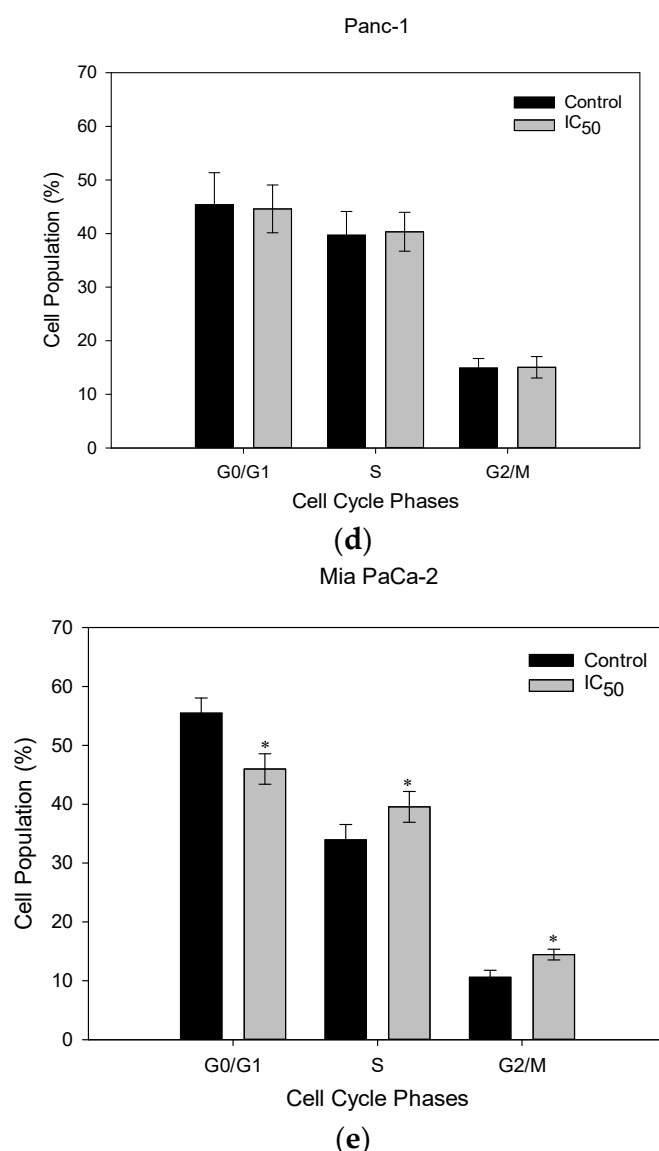 Panc-1
70
60
50
40
30
20
10
0
Cell Population (%)
Control
IC50
G0/G1 S G2/M
Cell Cycle Phases
(d)
Mia PaCa-2
70
60
50
40
30
20
10
0
Cell Population (%)
Control
IC50
*
*
*
G0/G1 S G2/M
Cell Cycle Phases
(e)